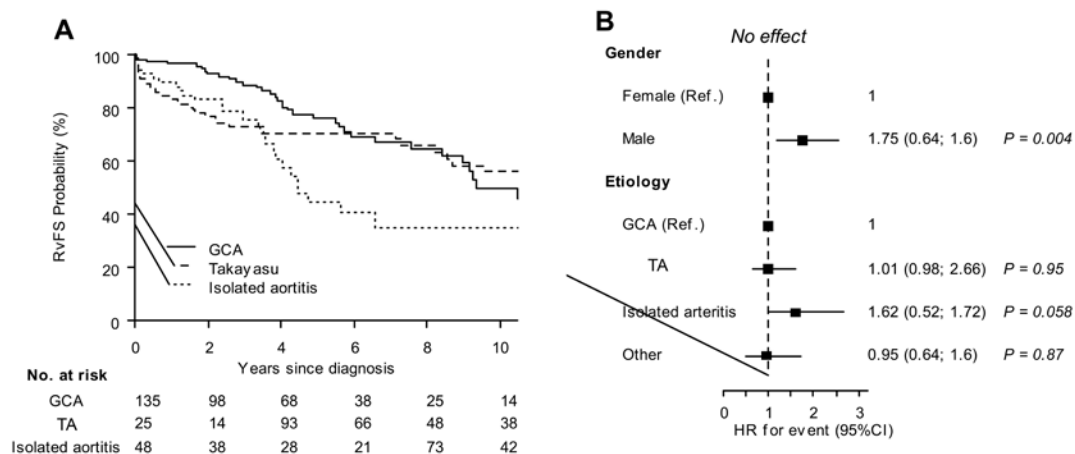 A
100
80
60
40
20
0
RvFS Probability (%)
GCA
Takayasu
Isolated aortitis
0 2 4 6 8 10
Years since diagnosis
No. at risk
GCA 135 98 68 38 25 14
TA 25 14 93 66 48 38
Isolated aortitis 48 38 28 21 73 42
B
No effect
Gender
Female (Ref.) 1
Male 1.75 (0.64; 1.6) P = 0.004
Etiology
GCA (Ref.) 1
TA 1.01 (0.98; 2.66) P = 0.95
Isolated arteritis 1.62 (0.52; 1.72) P = 0.058
Other 0.95 (0.64; 1.6) P = 0.87
0 1 2 3
HR for event (95%CI)